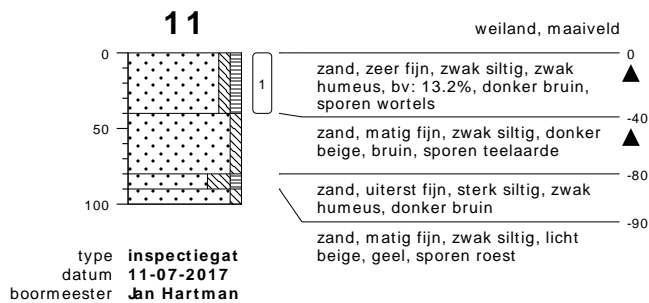 11
weiland, maaiveld
0
50
100
1
0
zand, zeer fijn, zwak siltig, zwak
humeus, bv: 13.2%, donker bruin,
sporen wortels
-40
zand, matig fijn, zwak siltig, donker
beige, bruin, sporen teelaarde
-80
zand, uiterst fijn, sterk siltig, zwak
humeus, donker bruin
-90
zand, matig fijn, zwak siltig, licht
beige, geel, sporen roest
type inspectiegat
datum 11-07-2017
boormeester Jan Hartman